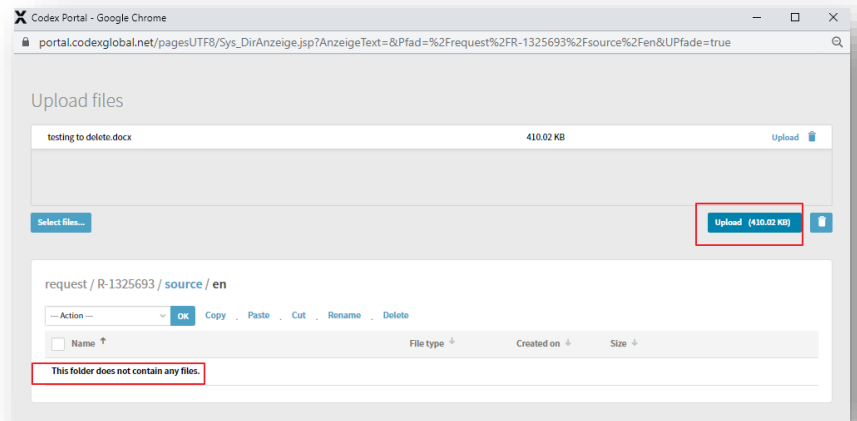 Codex Portal - Google Chrome
portal.codexglobal.net/pagesUTF8/Sys_DirAnzeige.jsp?AnzeigeText=&Pfad=%2Frequest%2FR-1325693%2Fsource%2Fen&UPfade=true
Upload files
testing to delete.docx 410.02 KB Upload
Select files... Upload (410.02 KB)
request / R-1325693 / source / en
--- Action --- OK Copy . Paste . Cut . Rename . Delete
Name File type Created on Size
This folder does not contain any files.